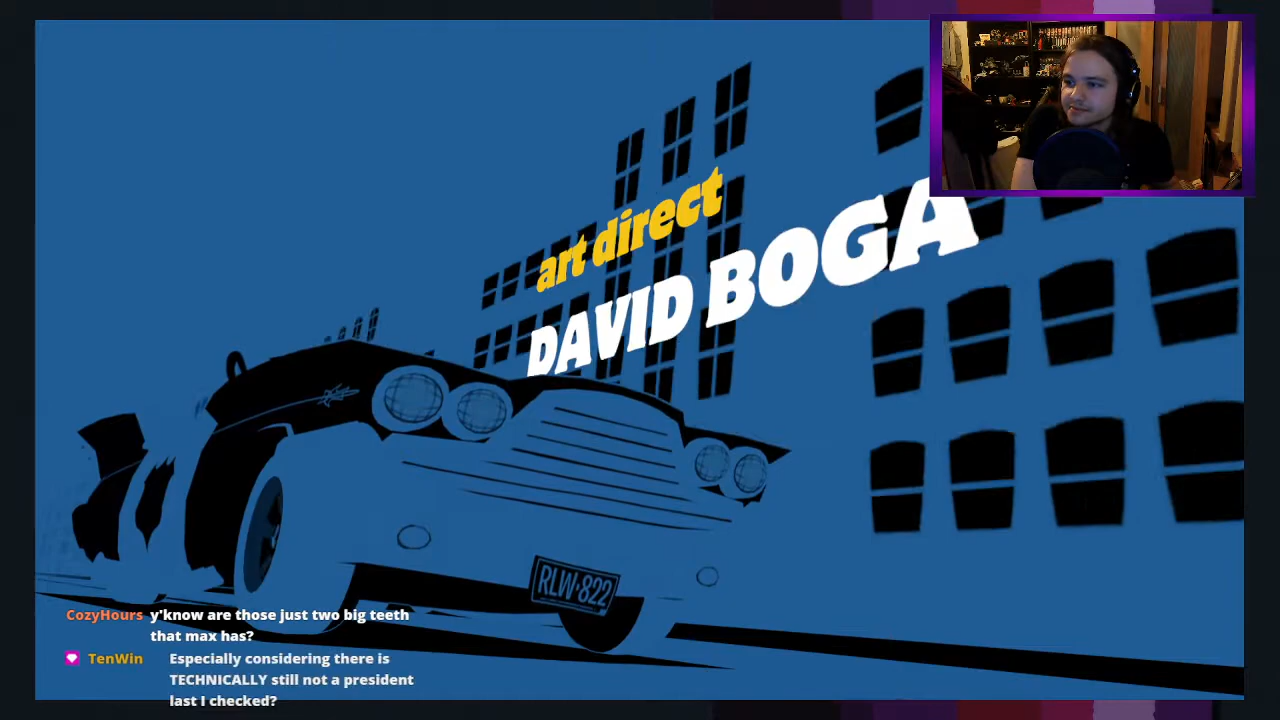 art direct
DAVID BOGA
RLW•822
CozyHours y'know are those just two big teeth
that max has?
TenWin Especially considering there is
TECHNICALLY still not a president
last I checked?